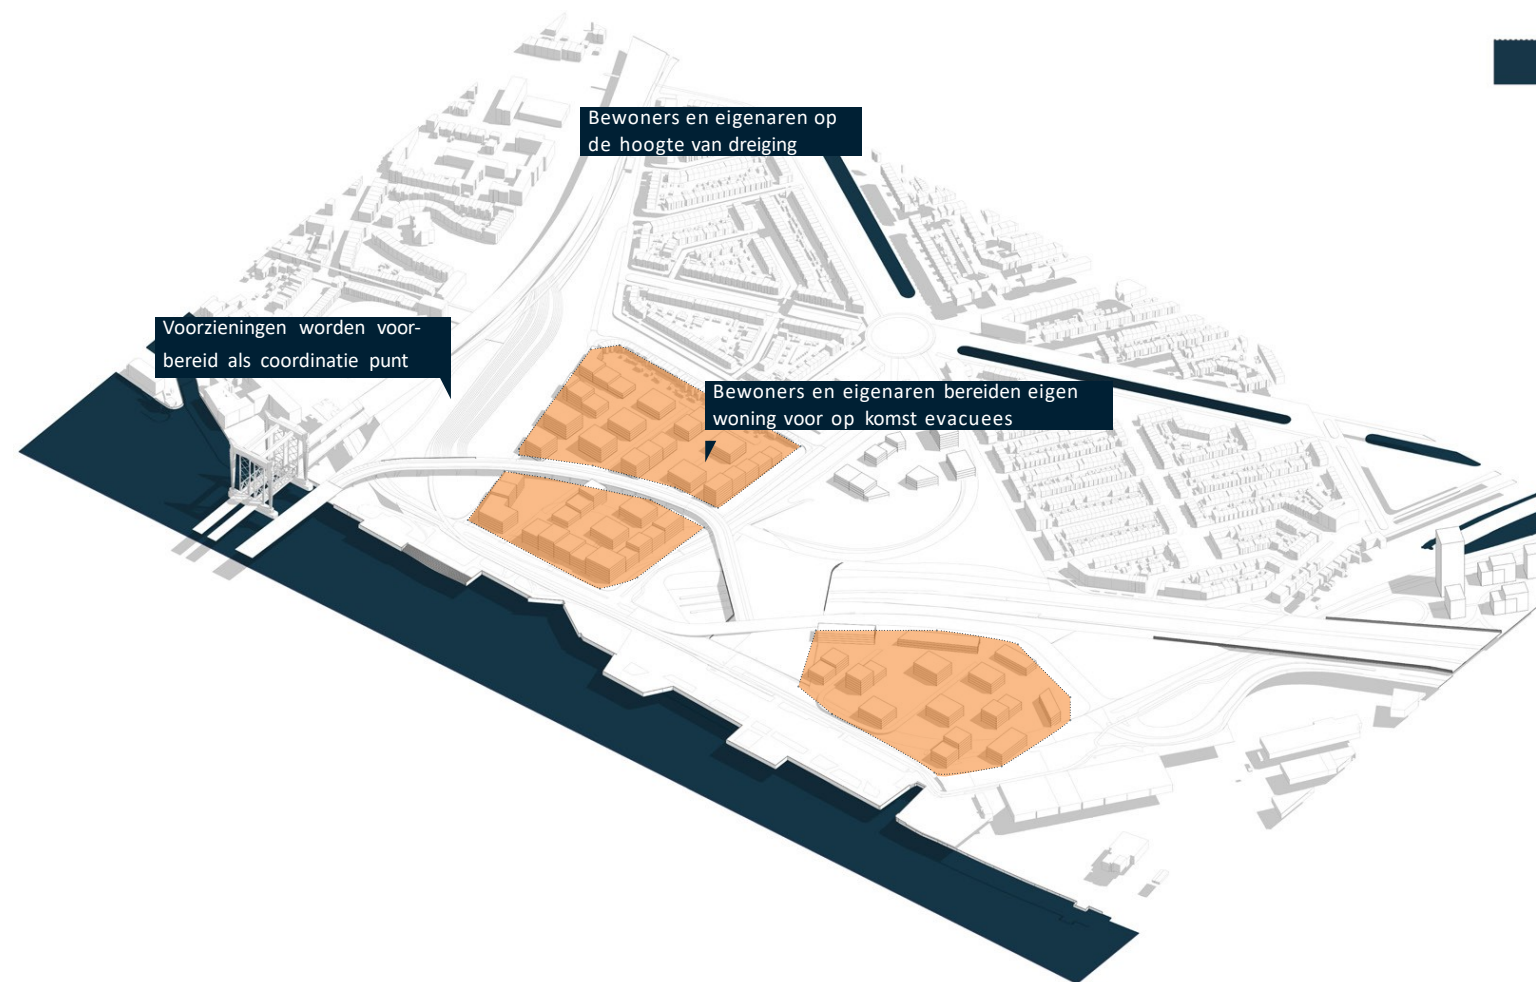 Bewoners en eigenaren op
de hoogte van dreiging
Voorzieningen worden voor-
bereid als coordinatie punt
Bewoners en eigenaren bereiden eigen
woning voor op komst evacuees